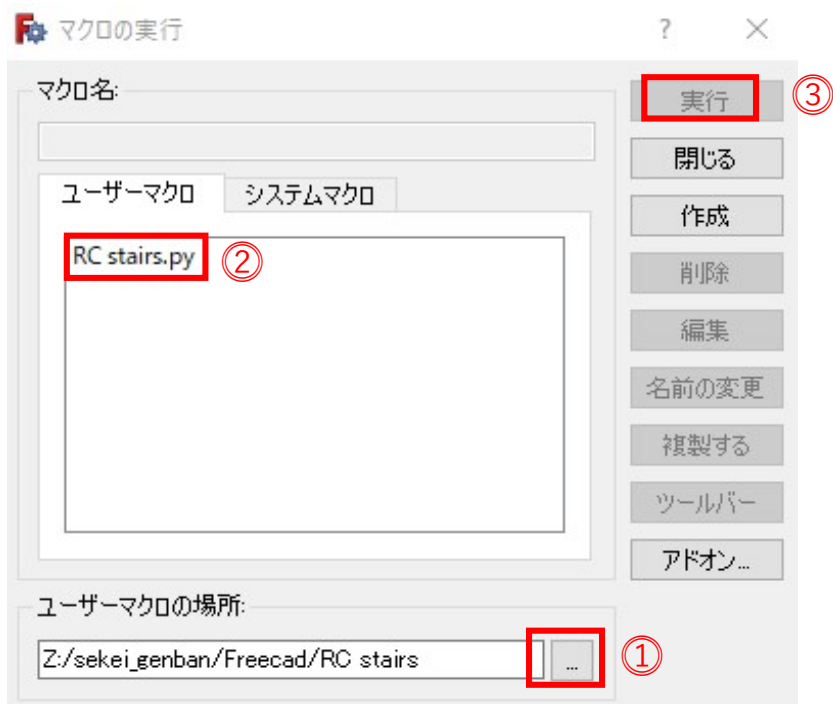 マクロの実行
?
マクロ名:
実行
③
閉じる
ユーザーマクロ
システムマクロ
作成
RC stairs.py
②
削除
編集
名前の変更
複製する
ツールバー
アドオン...
ユーザーマクロの場所:
Z:/sekei_genban/Freecad/RC stairs
...
①